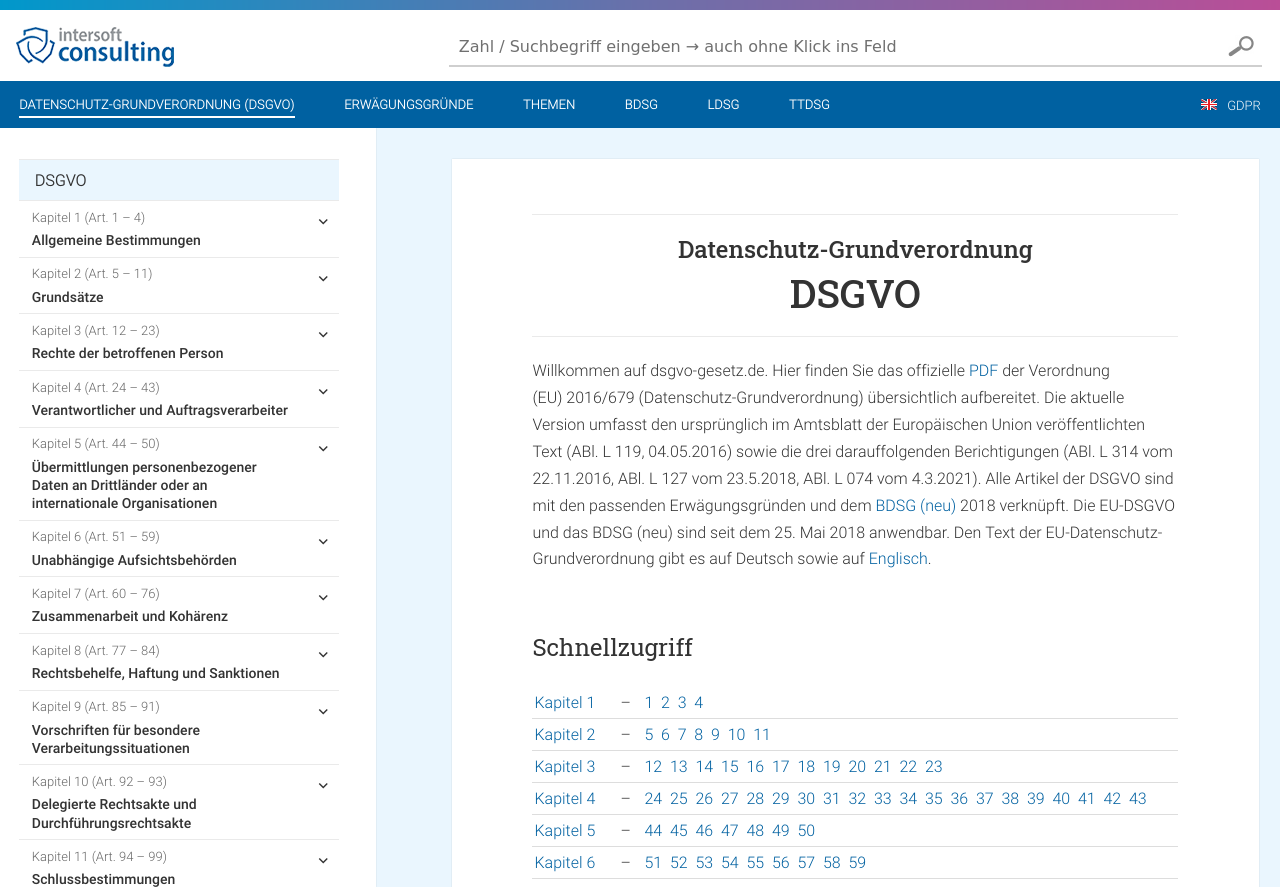 intersoft
consulting
Zahl / Suchbegriff eingeben → auch ohne Klick ins Feld
DATENSCHUTZ-GRUNDVERORDNUNG (DSGVO) ERWÄGUNGSGRÜNDE THEMEN BDSG LDSG TTDSG GDPR
DSGVO
Kapitel 1 (Art. 1 – 4)
Allgemeine Bestimmungen
Kapitel 2 (Art. 5 – 11)
Grundsätze
Kapitel 3 (Art. 12 – 23)
Rechte der betroffenen Person
Kapitel 4 (Art. 24 – 43)
Verantwortlicher und Auftragsverarbeiter
Kapitel 5 (Art. 44 – 50)
Übermittlungen personenbezogener
Daten an Drittländer oder an
internationale Organisationen
Kapitel 6 (Art. 51 – 59)
Unabhängige Aufsichtsbehörden
Kapitel 7 (Art. 60 – 76)
Zusammenarbeit und Kohärenz
Kapitel 8 (Art. 77 – 84)
Rechtsbehelfe, Haftung und Sanktionen
Kapitel 9 (Art. 85 – 91)
Vorschriften für besondere
Verarbeitungssituationen
Kapitel 10 (Art. 92 – 93)
Delegierte Rechtsakte und
Durchführungsrechtsakte
Kapitel 11 (Art. 94 – 99)
Schlussbestimmungen
Datenschutz-Grundverordnung
DSGVO
Willkommen auf dsgvo-gesetz.de. Hier finden Sie das offizielle PDF der Verordnung
(EU) 2016/679 (Datenschutz-Grundverordnung) übersichtlich aufbereitet. Die aktuelle
Version umfasst den ursprünglich im Amtsblatt der Europäischen Union veröffentlichten
Text (ABl. L 119, 04.05.2016) sowie die drei darauffolgenden Berichtigungen (ABl. L 314 vom
22.11.2016, ABl. L 127 vom 23.5.2018, ABl. L 074 vom 4.3.2021). Alle Artikel der DSGVO sind
mit den passenden Erwägungsgründen und dem BDSG (neu) 2018 verknüpft. Die EU-DSGVO
und das BDSG (neu) sind seit dem 25. Mai 2018 anwendbar. Den Text der EU-Datenschutz-
Grundverordnung gibt es auf Deutsch sowie auf Englisch.
Schnellzugriff
Kapitel 1 – 1 2 3 4
Kapitel 2 – 5 6 7 8 9 10 11
Kapitel 3 – 12 13 14 15 16 17 18 19 20 21 22 23
Kapitel 4 – 24 25 26 27 28 29 30 31 32 33 34 35 36 37 38 39 40 41 42 43
Kapitel 5 – 44 45 46 47 48 49 50
Kapitel 6 – 51 52 53 54 55 56 57 58 59